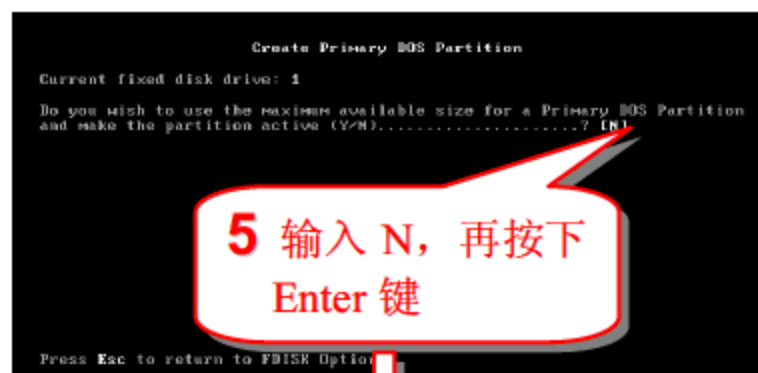 Create Primary DOS Partition
Current fixed disk drive: 1
Do you wish to use the maximum available size for a Primary DOS Partition
and make the partition active (Y/N).....................? [N]
5 输入 N，再按下
Enter 键
Press Esc to return to FDISK Optio